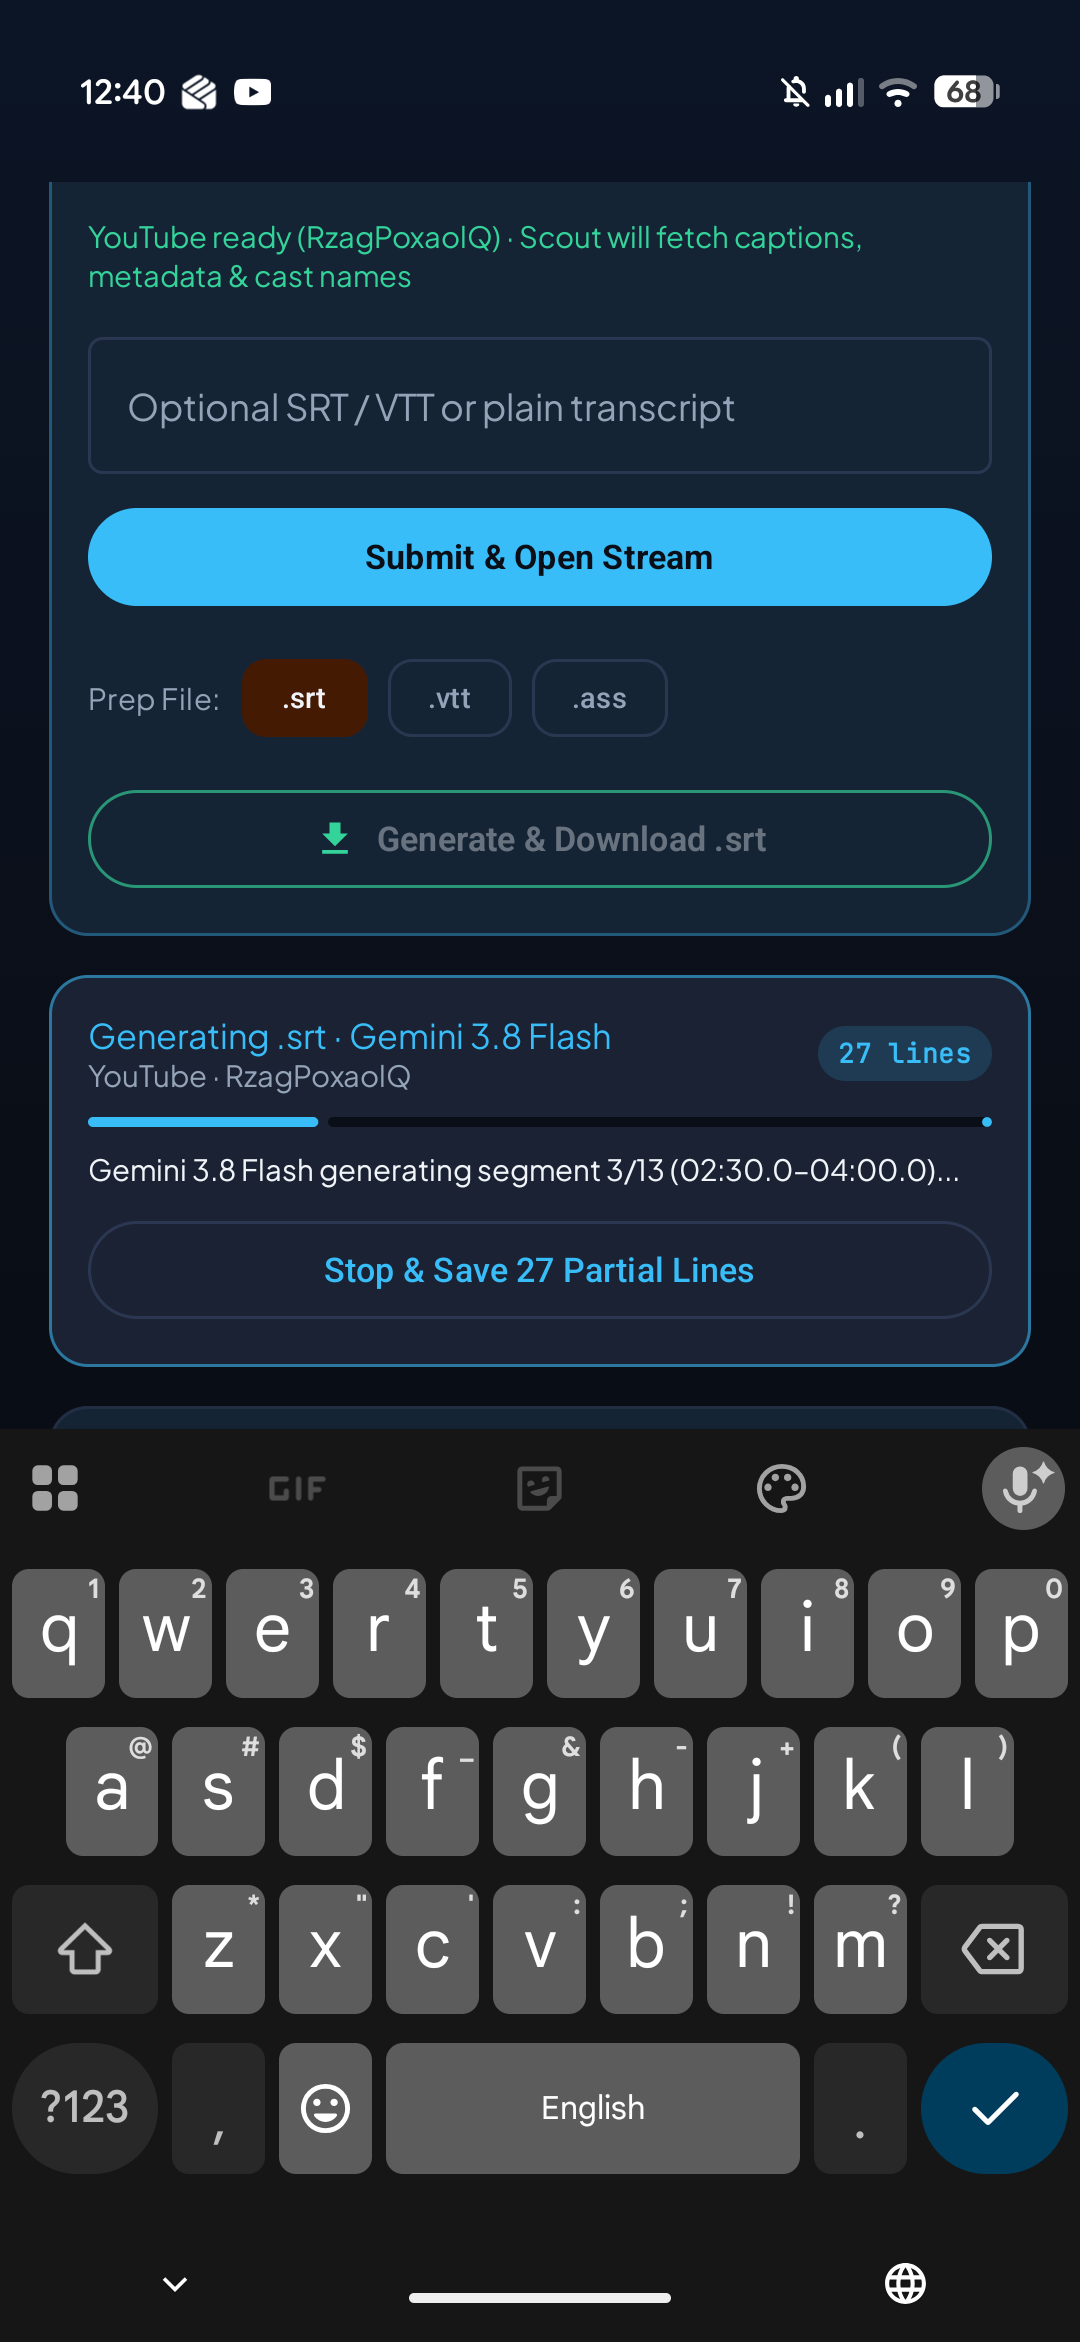 12:40
68
YouTube ready (RzagPoxaolQ) · Scout will fetch captions,
metadata & cast names
Optional SRT / VTT or plain transcript
Submit & Open Stream
Prep File: .srt .vtt .ass
Generate & Download .srt
Generating .srt · Gemini 3.8 Flash
27 lines
YouTube · RzagPoxaolQ
Gemini 3.8 Flash generating segment 3/13 (02:30.0–04:00.0)...
Stop & Save 27 Partial Lines
GIF
q 1 w 2 e 3 r 4 t 5 y 6 u 7 i 8 o 9 p 0
a @ s # d $ f _ g & h - j + k ( l )
z * x " c ' v : b ; n ! m ?
?123 , English .